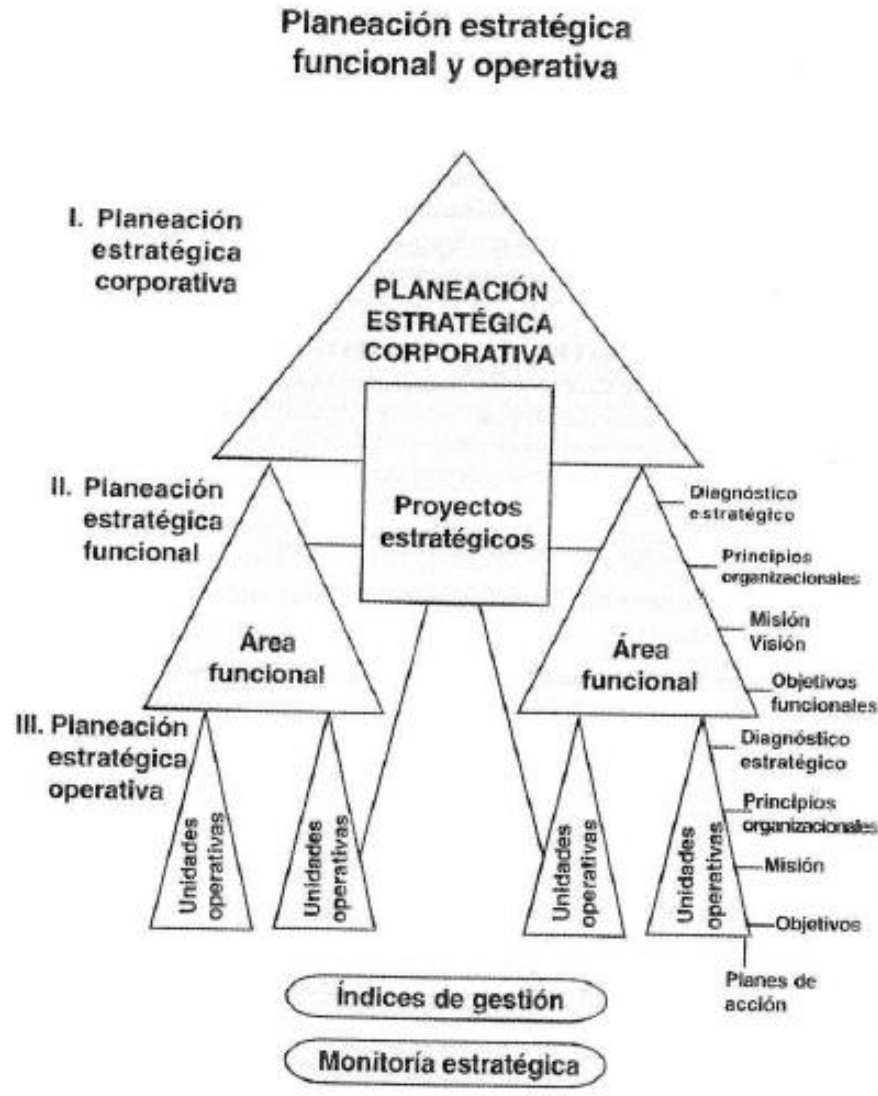 Planeación estratégica
funcional y operativa
I. Planeación
estratégica
corporativa
PLANEACIÓN
ESTRATÉGICA
CORPORATIVA
II. Planeación
estratégica
funcional
Proyectos
estratégicos
Área
funcional
Área
funcional
Diagnóstico
estratégico
Principios
organizacionales
Misión
Visión
Objetivos
funcionales
III. Planeación
estratégica
operativa
Unidades
operativas
Unidades
operativas
Unidades
operativas
Unidades
operativas
Diagnóstico
estratégico
Principios
organizacionales
Misión
Objetivos
Planes de
acción
Índices de gestión
Monitoría estratégica